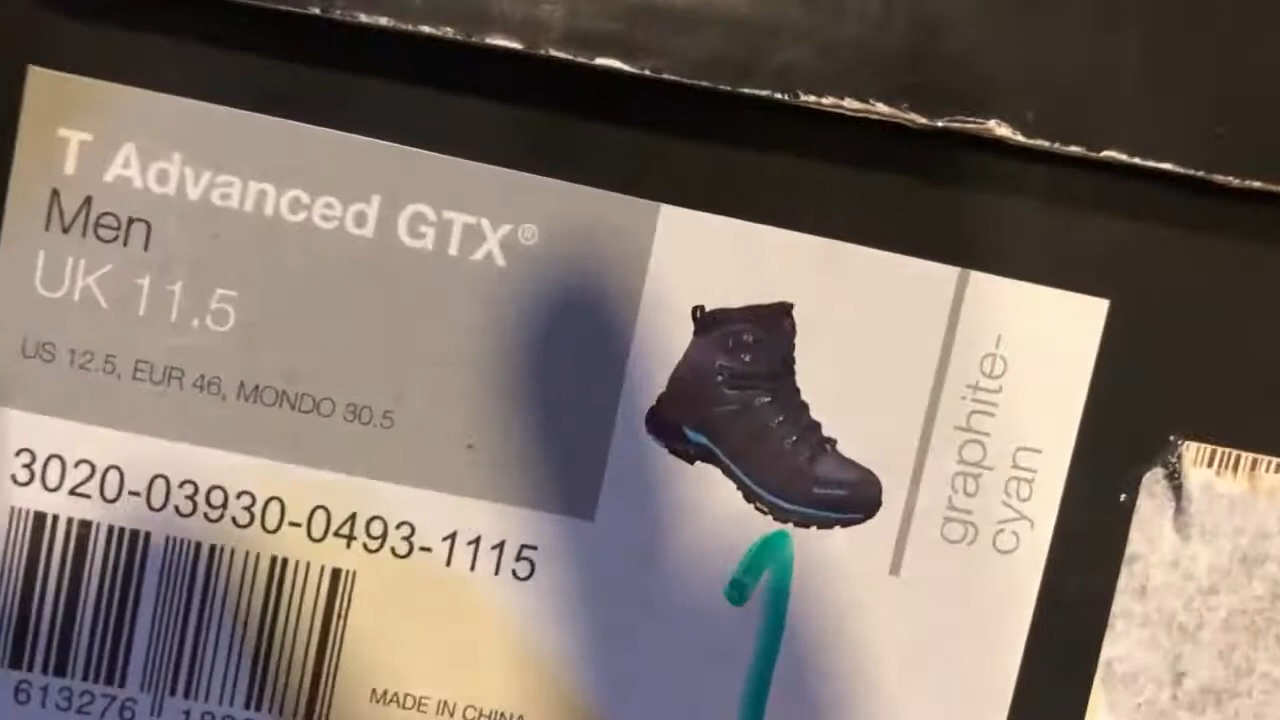 T Advanced GTX®
Men
UK 11.5
US 12.5, EUR 46, MONDO 30.5
3020-03930-0493-1115
613276
MADE IN CHINA
graphite-
cyan
1